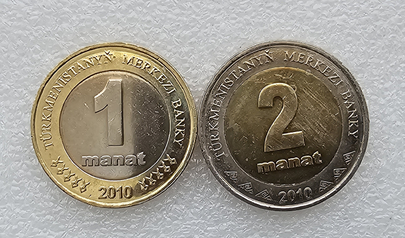 TÜRKMENISTANYŇ MERKEZI BANKY
1
manat
2010
TÜRKMENISTANYŇ MERKEZI BANKY
2
manat
2010